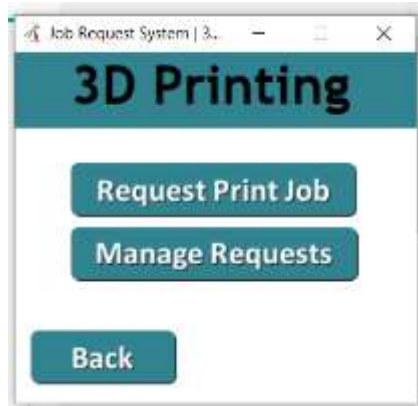 Job Request System | 3...
3D Printing
Request Print Job
Manage Requests
Back